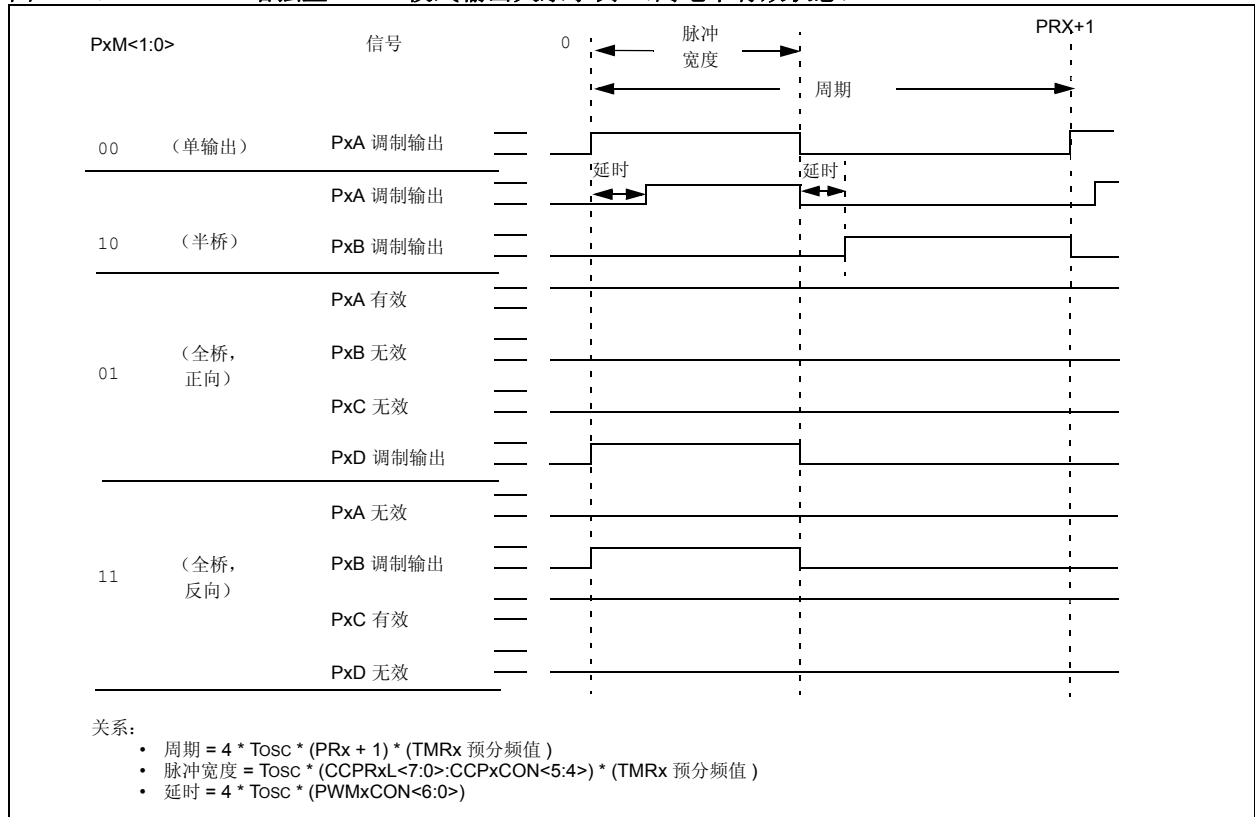 PxM<1:0> 信号 0 脉冲 宽度 PRX+1
周期
00 （单输出） PxA 调制输出
延时 延时
PxA 调制输出
10 （半桥） PxB 调制输出
PxA 有效
01 （全桥， 正向） PxB 无效
PxC 无效
PxD 调制输出
PxA 无效
11 （全桥， 反向） PxB 调制输出
PxC 有效
PxD 无效
关系：
• 周期 = 4 * Tosc * (PRx + 1) * (TMRx 预分频值 )
• 脉冲宽度 = Tosc * (CCPRxL<7:0>:CCPxCON<5:4>) * (TMRx 预分频值 )
• 延时 = 4 * Tosc * (PWMxCON<6:0>)